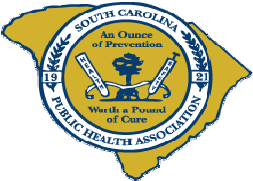 SOUTH CAROLINA
An Ounce
of Prevention
19 21
Worth a Pound
of Cure
PUBLIC HEALTH ASSOCIATION